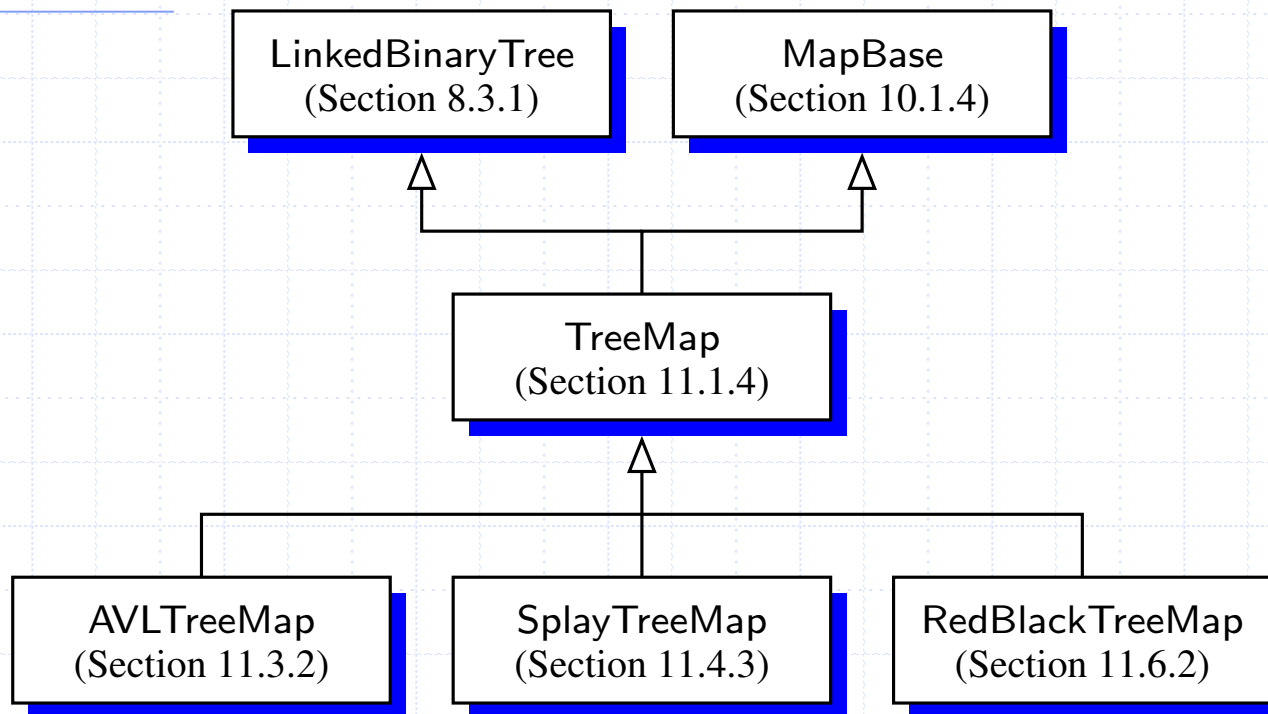 LinkedBinaryTree
(Section 8.3.1)
MapBase
(Section 10.1.4)
TreeMap
(Section 11.1.4)
AVLTreeMap
(Section 11.3.2)
SplayTreeMap
(Section 11.4.3)
RedBlackTreeMap
(Section 11.6.2)